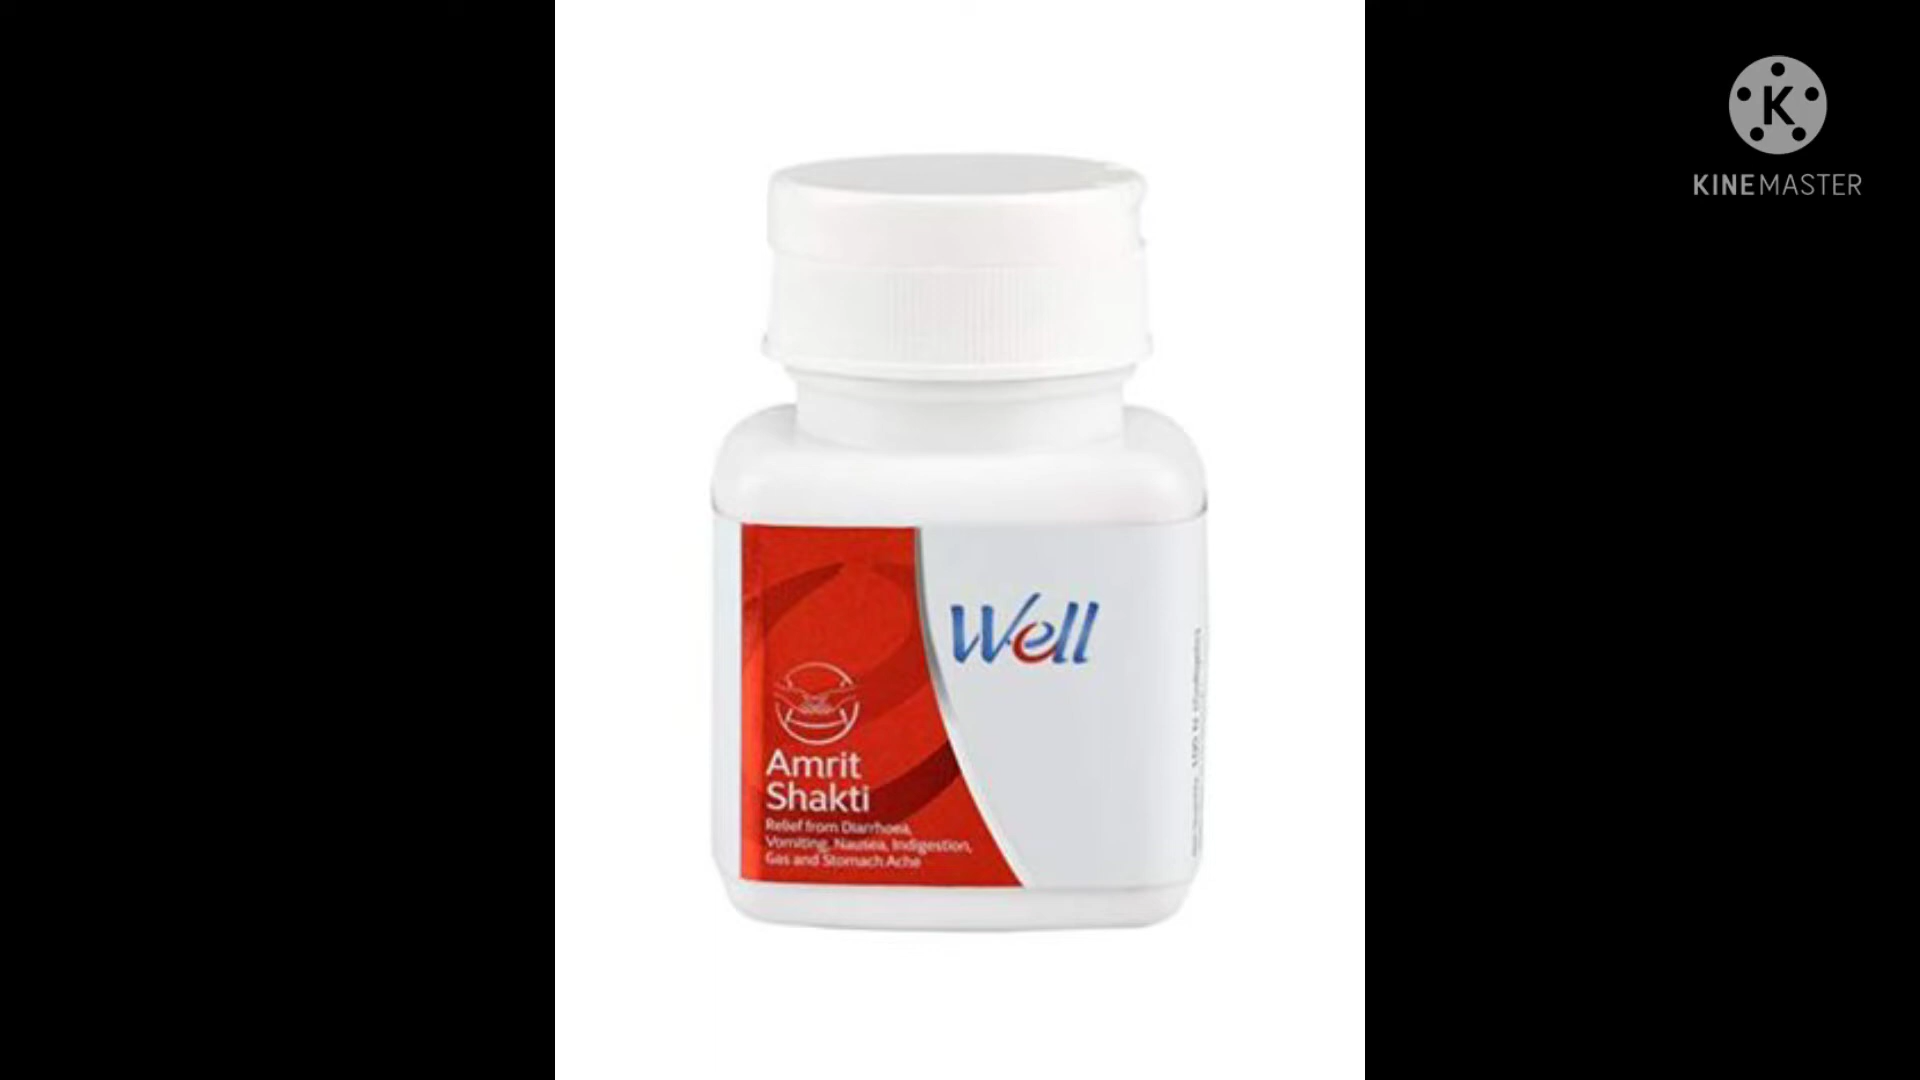 K
KINEMASTER
Well
Amrit
Shakti
Relief from Diarrhoea,
Vomiting, Nausea, Indigestion,
Gas and Stomach Ache